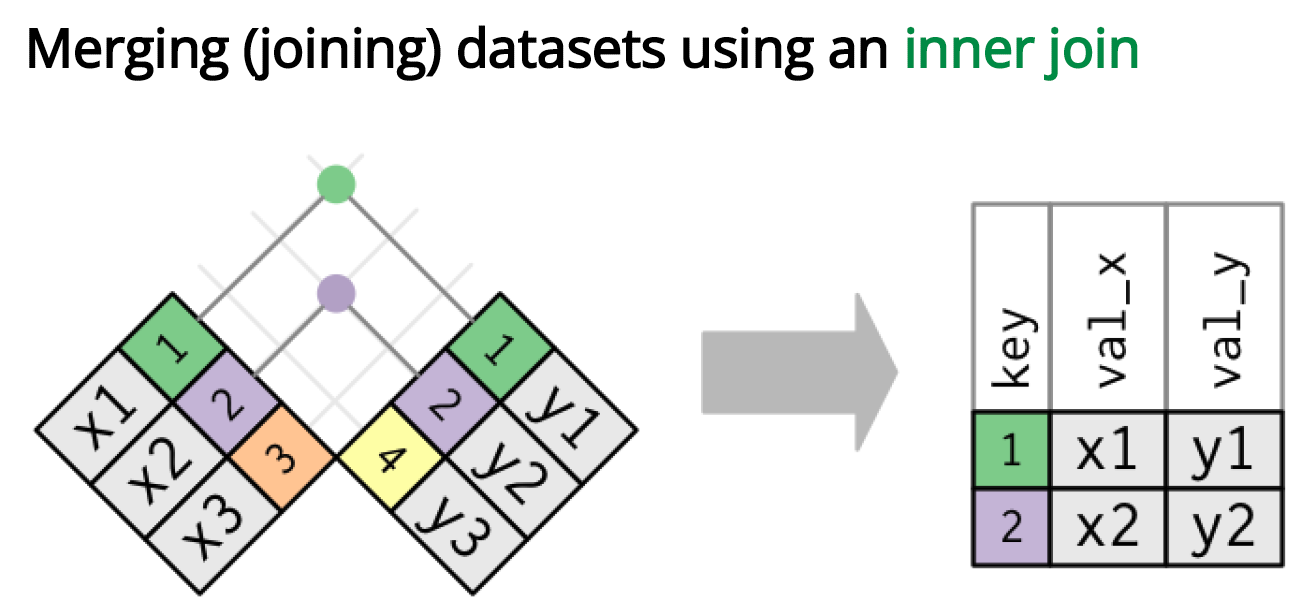 Merging (joining) datasets using an inner join
1
2
3
x1
x2
x3
1
2
4
y1
y2
y3
key val_x val_y
1 x1 y1
2 x2 y2